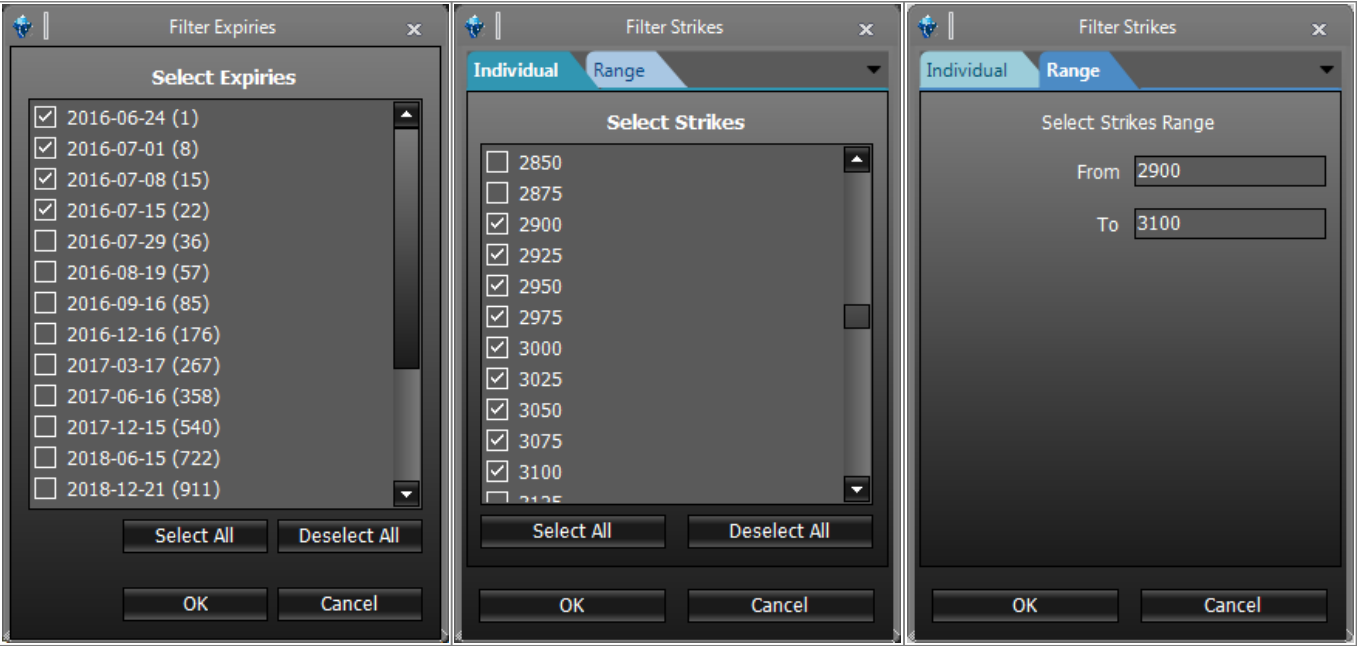 Filter Expiries
Select Expiries
2016-06-24 (1)
2016-07-01 (8)
2016-07-08 (15)
2016-07-15 (22)
2016-07-29 (36)
2016-08-19 (57)
2016-09-16 (85)
2016-12-16 (176)
2017-03-17 (267)
2017-06-16 (358)
2017-12-15 (540)
2018-06-15 (722)
2018-12-21 (911)
Select All Deselect All
OK Cancel
Filter Strikes
Individual Range
Select Strikes
2850
2875
2900
2925
2950
2975
3000
3025
3050
3075
3100
3125
Select All Deselect All
OK Cancel
Filter Strikes
Individual Range
Select Strikes Range
From 2900
To 3100
OK Cancel